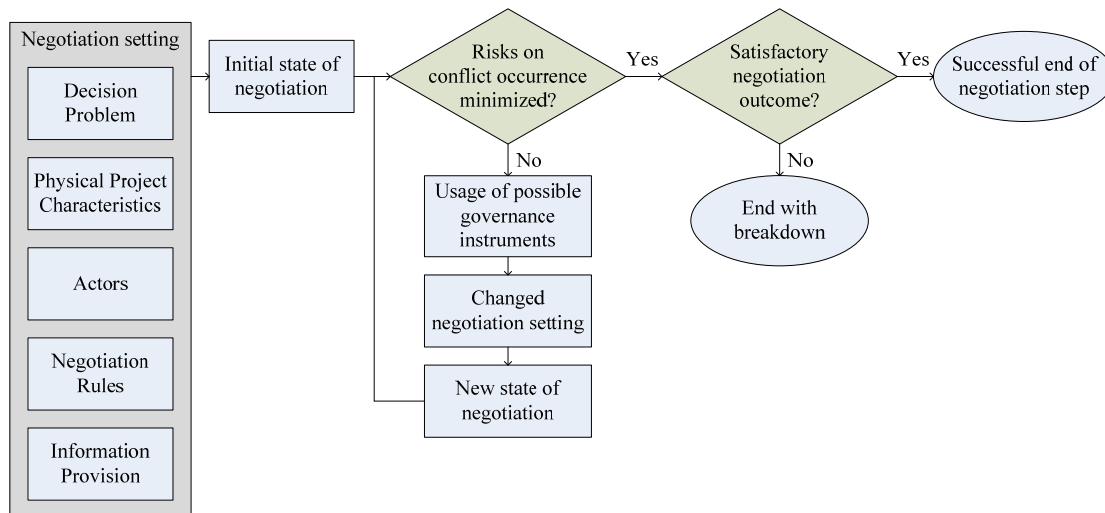 Negotiation setting
Decision
Problem
Physical Project
Characteristics
Actors
Negotiation
Rules
Information
Provision
Initial state of
negotiation
Risks on
conflict occurrence
minimized?
Yes
No
Usage of possible
governance
instruments
Changed
negotiation setting
New state of
negotiation
Satisfactory
negotiation
outcome?
Yes
No
End with
breakdown
Successful end of
negotiation step